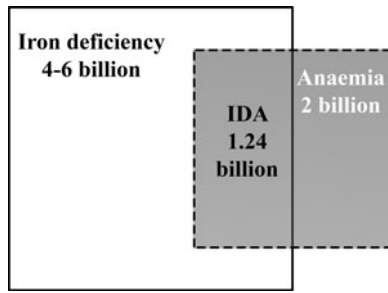 Iron deficiency
4-6 billion
Anaemia
2 billion
IDA
1.24
billion